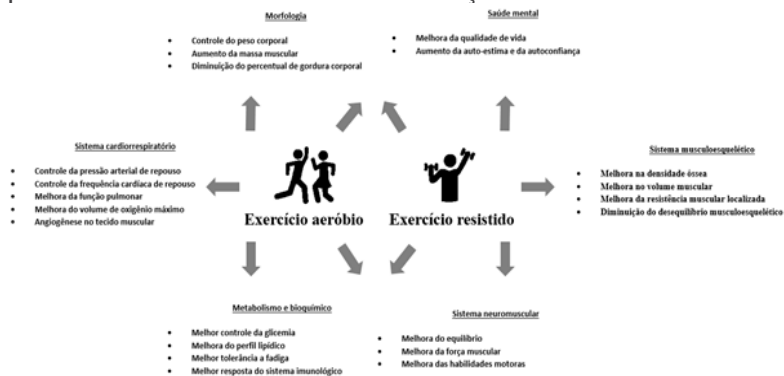 Morfologia
• Controle do peso corporal
• Aumento da massa muscular
• Diminuição do percentual de gordura corporal
Saúde mental
• Melhora da qualidade de vida
• Aumento da auto-estima e da autoconfiança
Sistema cardiorrespiratório
• Controle da pressão arterial de repouso
• Controle da frequência cardíaca de repouso
• Melhora da função pulmonar
• Melhora do volume de oxigênio máximo
• Angiogênese no tecido muscular
Exercício aeróbio
Exercício resistido
Sistema musculoesquelético
• Melhora na densidade óssea
• Melhora no volume muscular
• Melhora da resistência muscular localizada
• Diminuição do desequilíbrio musculoesquelético
Metabolismo e bioquímico
• Melhor controle da glicemia
• Melhora do perfil lipídico
• Melhor tolerância a fadiga
• Melhor resposta do sistema imunológico
Sistema neuromuscular
• Melhora do equilíbrio
• Melhora da força muscular
• Melhora das habilidades motoras